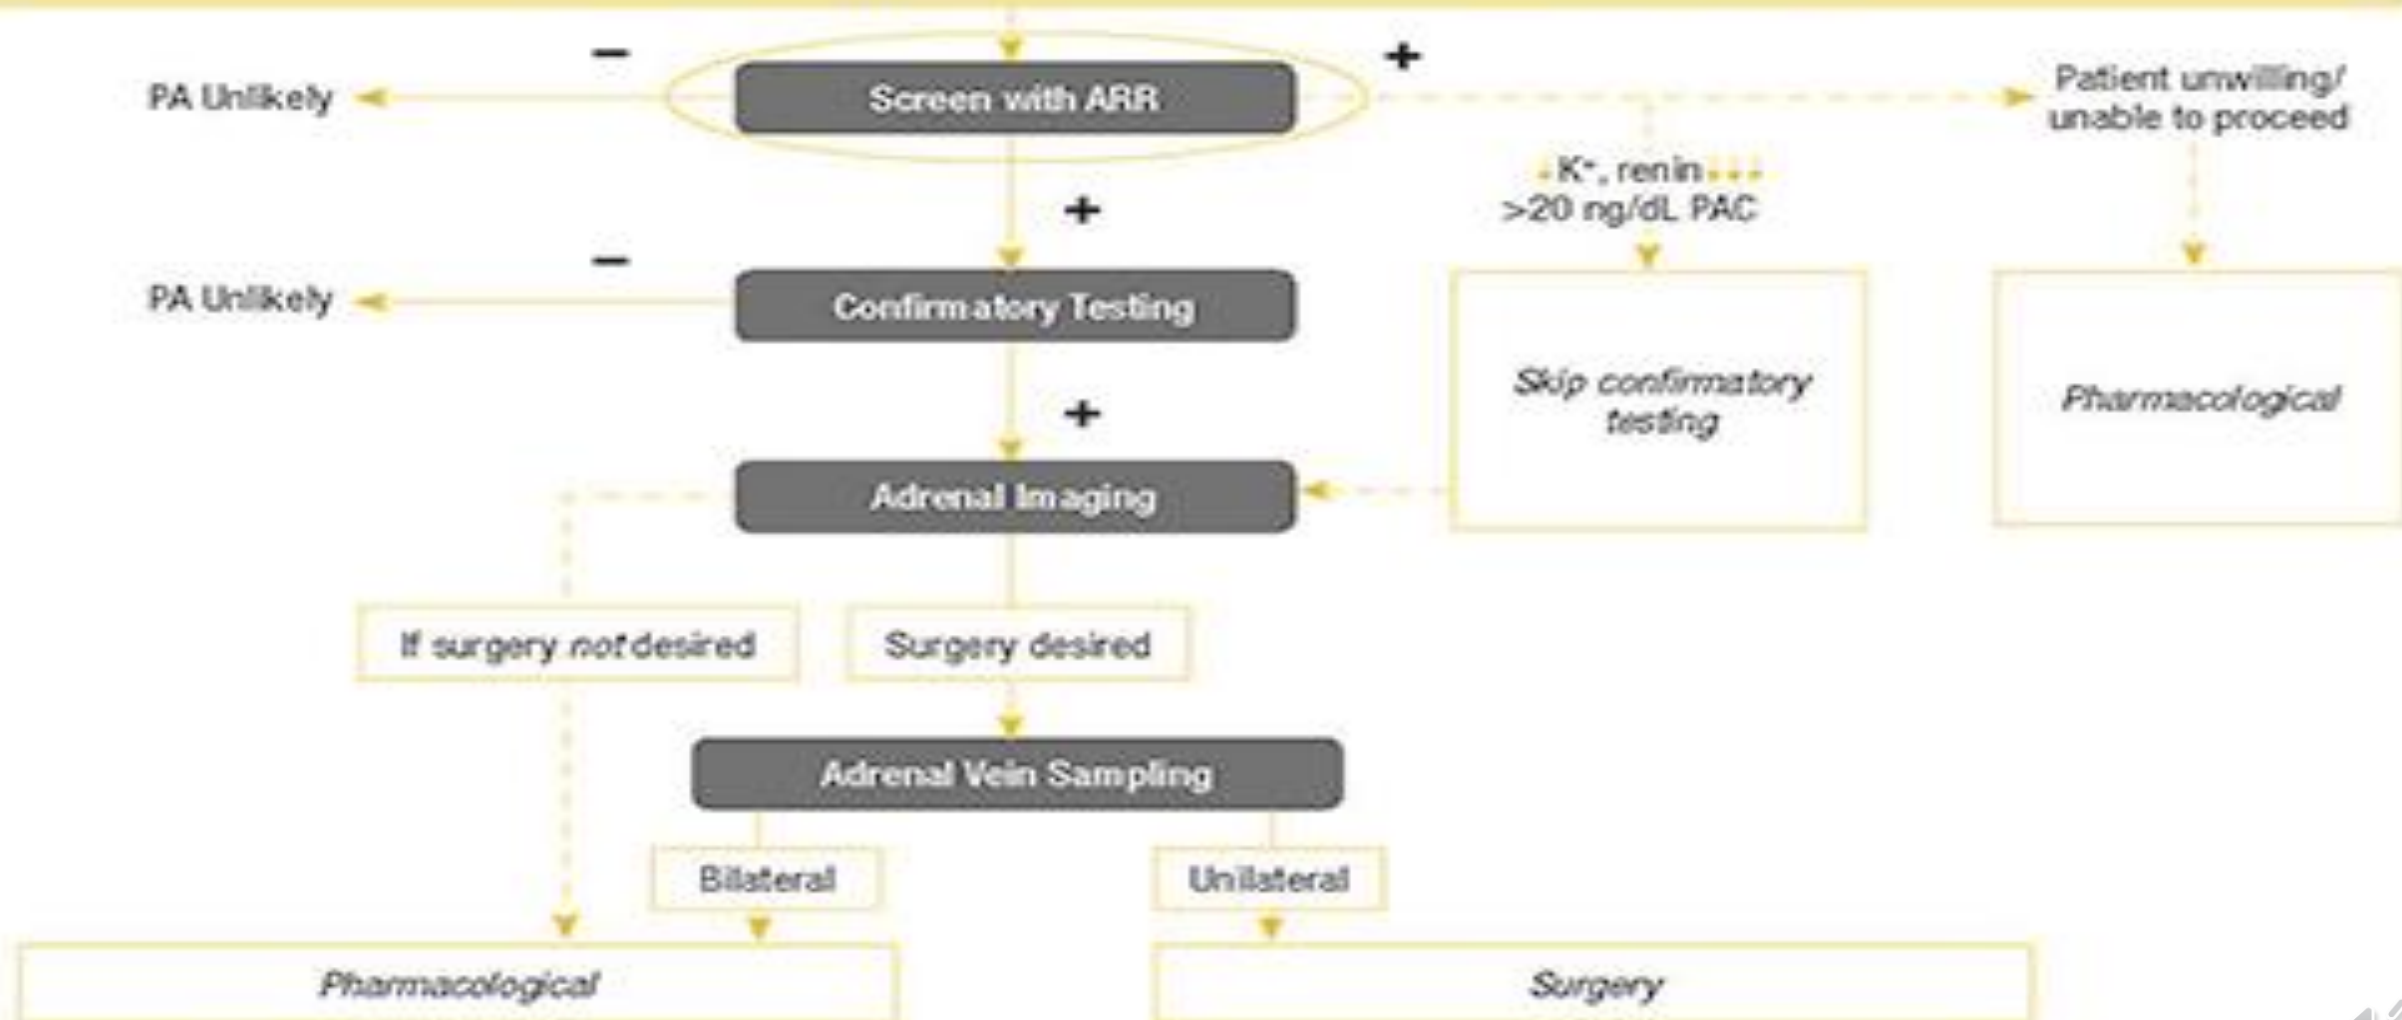 −
+
PA Unlikely
Screen with ARR
Patient unwilling/
unable to proceed
↓K+, renin↓↓↓
>20 ng/dL PAC
+
−
PA Unlikely
Confirmatory Testing
Skip confirmatory
testing
Pharmacological
+
Adrenal Imaging
If surgery not desired
Surgery desired
Adrenal Vein Sampling
Bilateral
Unilateral
Pharmacological
Surgery